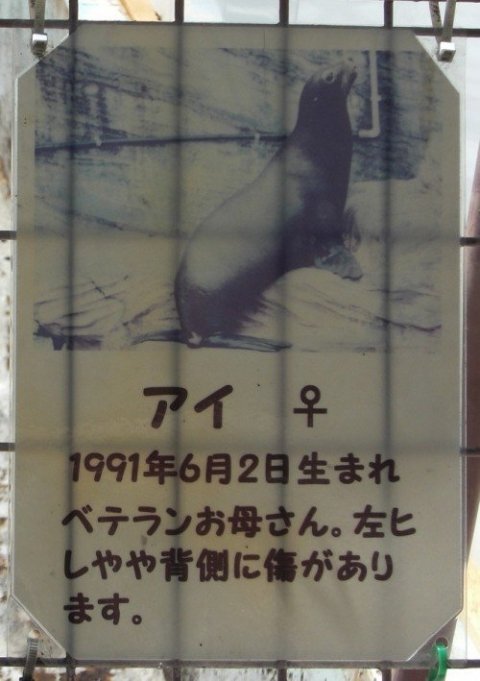 アイ ♀
1991年6月2日生まれ
ベテランお母さん。左ヒ
レやや背側に傷があり
ます。